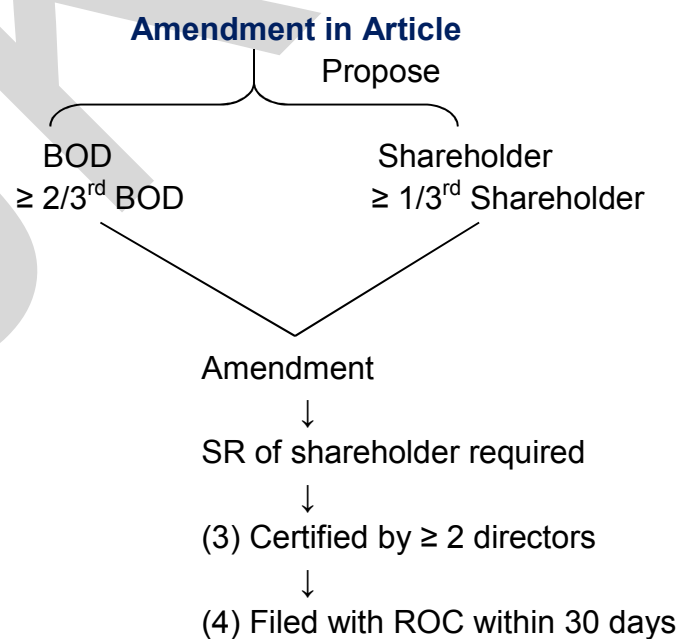 Amendment in Article
Propose
BOD Shareholder
≥ 2/3rd BOD ≥ 1/3rd Shareholder
Amendment
↓
SR of shareholder required
↓
(3) Certified by ≥ 2 directors
↓
(4) Filed with ROC within 30 days